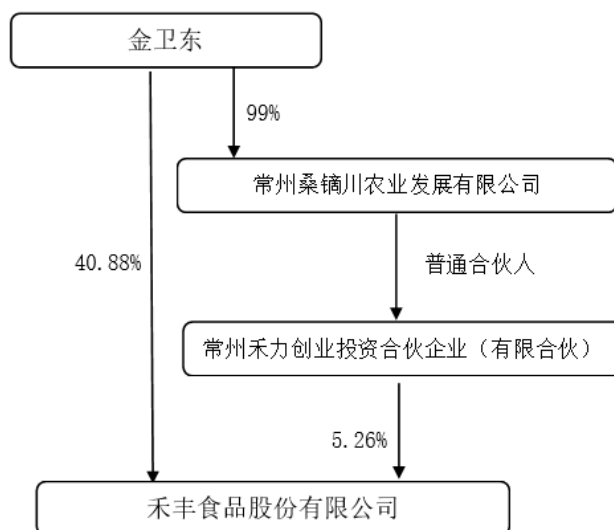 金卫东
99%
常州桑镝川农业发展有限公司
40.88%
普通合伙人
常州禾力创业投资合伙企业（有限合伙）
5.26%
禾丰食品股份有限公司